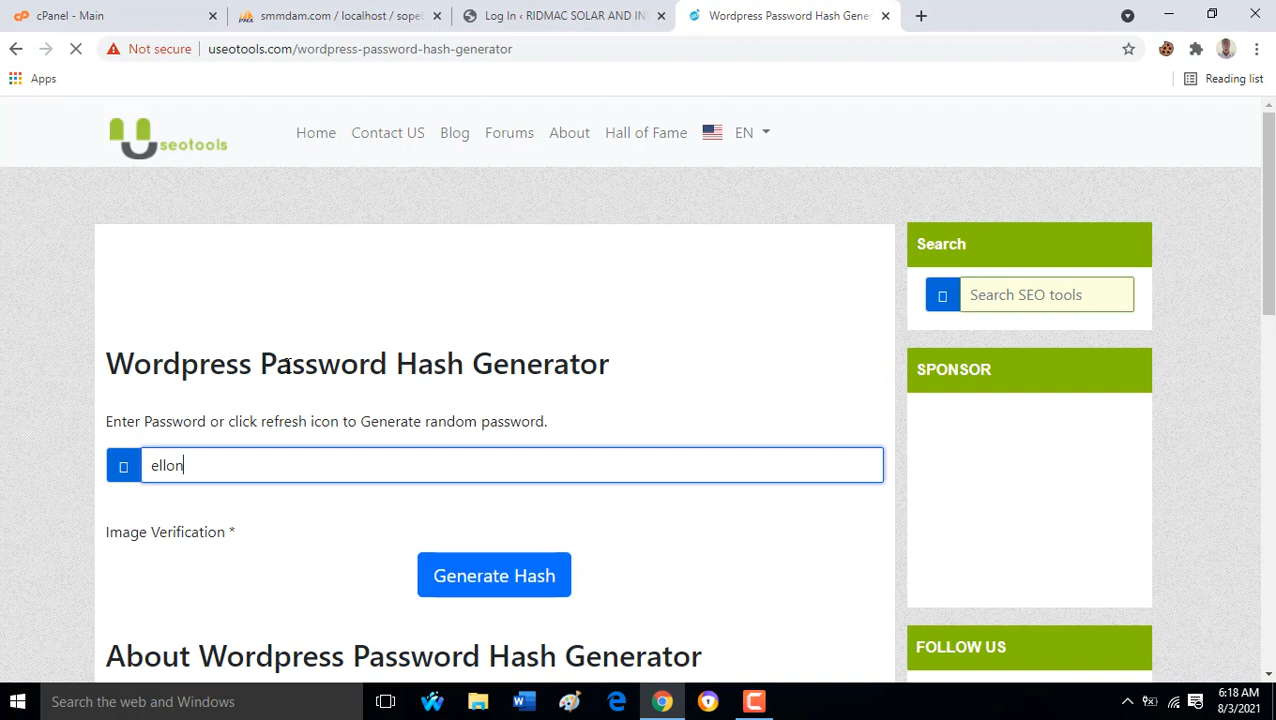 cPanel - Main
smmdam.com / localhost / sopel
Log In ‹ RIDMAC SOLAR AND INV
Wordpress Password Hash Gener
Not secure
useotools.com/wordpress-password-hash-generator
Apps
Reading list
seotools
Home
Contact US
Blog
Forums
About
Hall of Fame
EN
Search
Search SEO tools
Wordpress Password Hash Generator
SPONSOR
Enter Password or click refresh icon to Generate random password.
ellon
Image Verification *
Generate Hash
About Wordpress Password Hash Generator
FOLLOW US
Search the web and Windows
6:18 AM
8/3/2021